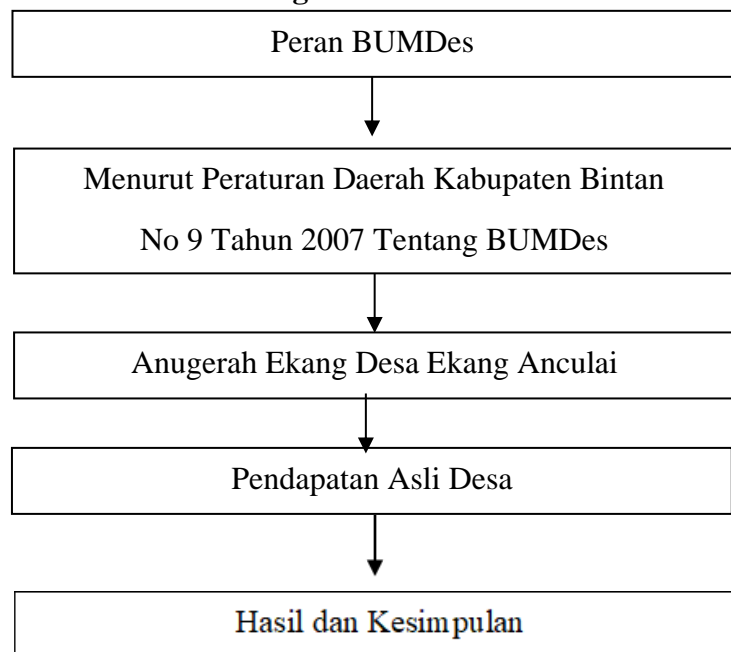 Peran BUMDes
Menurut Peraturan Daerah Kabupaten Bintan
No 9 Tahun 2007 Tentang BUMDes
Anugerah Ekang Desa Ekang Anculai
Pendapatan Asli Desa
Hasil dan Kesimpulan